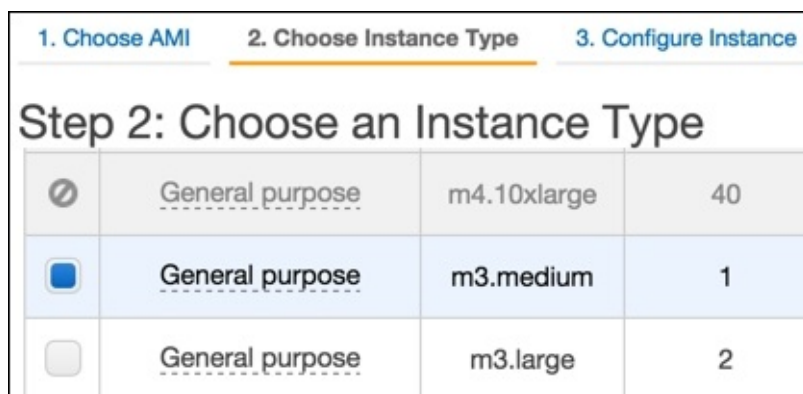 1. Choose AMI 2. Choose Instance Type 3. Configure Instance
Step 2: Choose an Instance Type
General purpose m4.10xlarge 40
General purpose m3.medium 1
General purpose m3.large 2